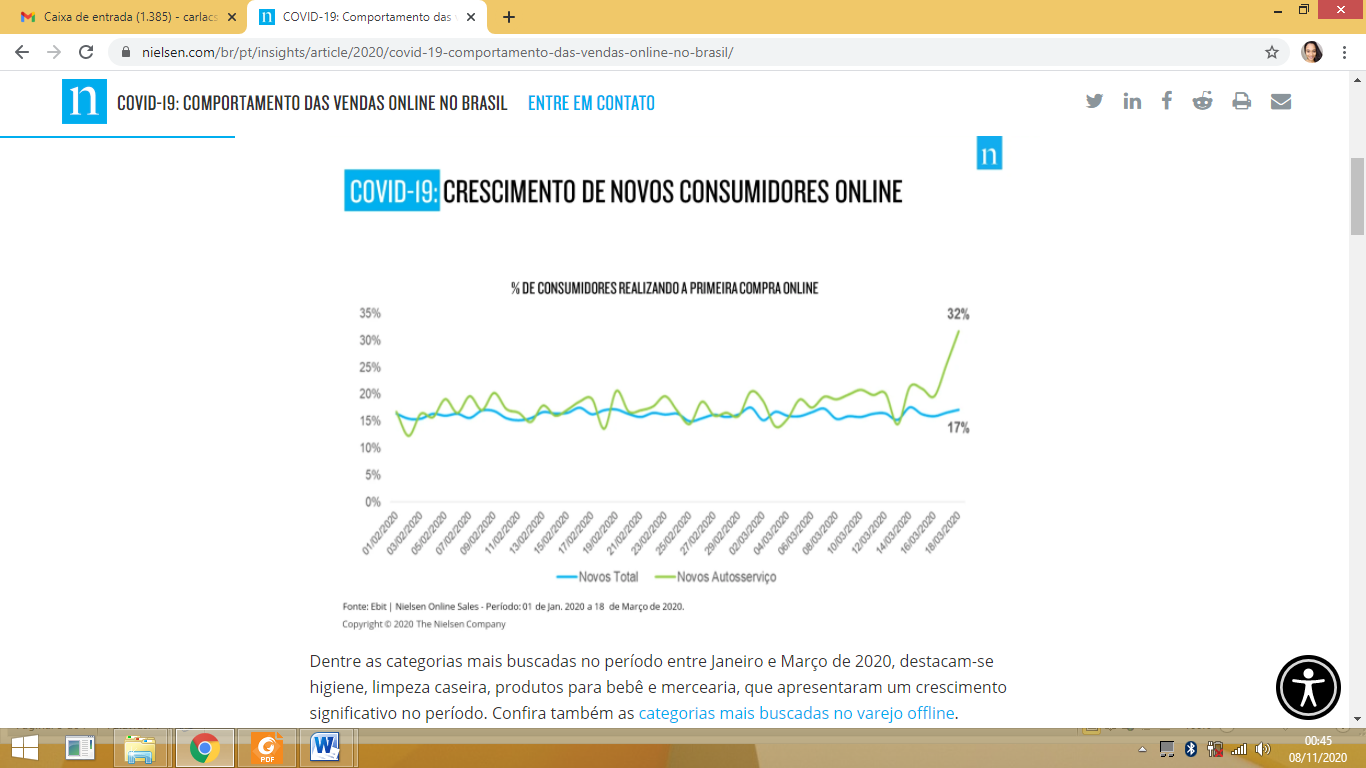 Caixa de entrada (1.385) - carlacs
COVID-19: Comportamento das
nielsen.com/br/pt/insights/article/2020/covid-19-comportamento-das-vendas-online-no-brasil/
n
COVID-19: COMPORTAMENTO DAS VENDAS ONLINE NO BRASIL ENTRE EM CONTATO
n
COVID-19: CRESCIMENTO DE NOVOS CONSUMIDORES ONLINE
% DE CONSUMIDORES REALIZANDO A PRIMEIRA COMPRA ONLINE
35%
32%
30%
25%
20%
15%
17%
10%
5%
0%
01/02/2020
03/02/2020
05/02/2020
07/02/2020
09/02/2020
11/02/2020
13/02/2020
15/02/2020
17/02/2020
19/02/2020
21/02/2020
23/02/2020
25/02/2020
27/02/2020
29/02/2020
02/03/2020
04/03/2020
06/03/2020
08/03/2020
10/03/2020
12/03/2020
14/03/2020
16/03/2020
18/03/2020
Novos Total Novos Autosserviço
Fonte: Ebit | Nielsen Online Sales - Período: 01 de Jan. 2020 a 18 de Março de 2020.
Copyright © 2020 The Nielsen Company
Dentre as categorias mais buscadas no período entre Janeiro e Março de 2020, destacam-se
higiene, limpeza caseira, produtos para bebê e mercearia, que apresentaram um crescimento
significativo no período. Confira também as categorias mais buscadas no varejo offline.
PDF
00:45
08/11/2020